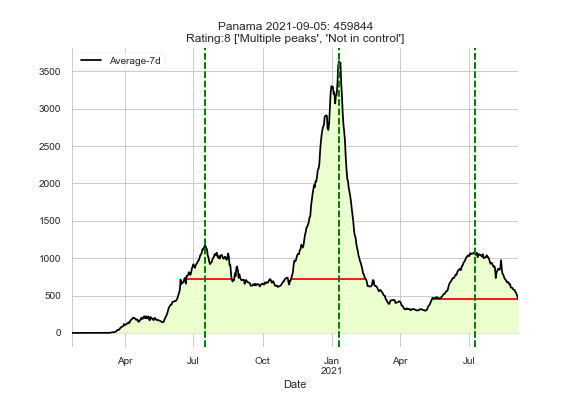 Panama 2021-09-05: 459844
Rating:8 ['Multiple peaks', 'Not in control']
Average-7d
3500
3000
2500
2000
1500
1000
500
0
Apr Jul Oct Jan Apr Jul
2021
Date